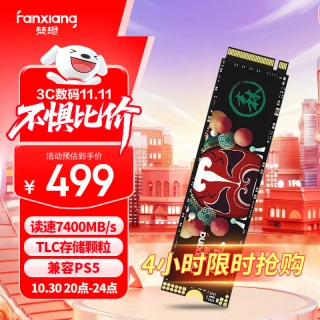 fanxiang
梵想
3C数码11.11
不惧比价
活动预估到手价
¥499
读速7400MB/s
TLC存储颗粒
兼容PS5
10.30 20点-24点
4小时限时抢购